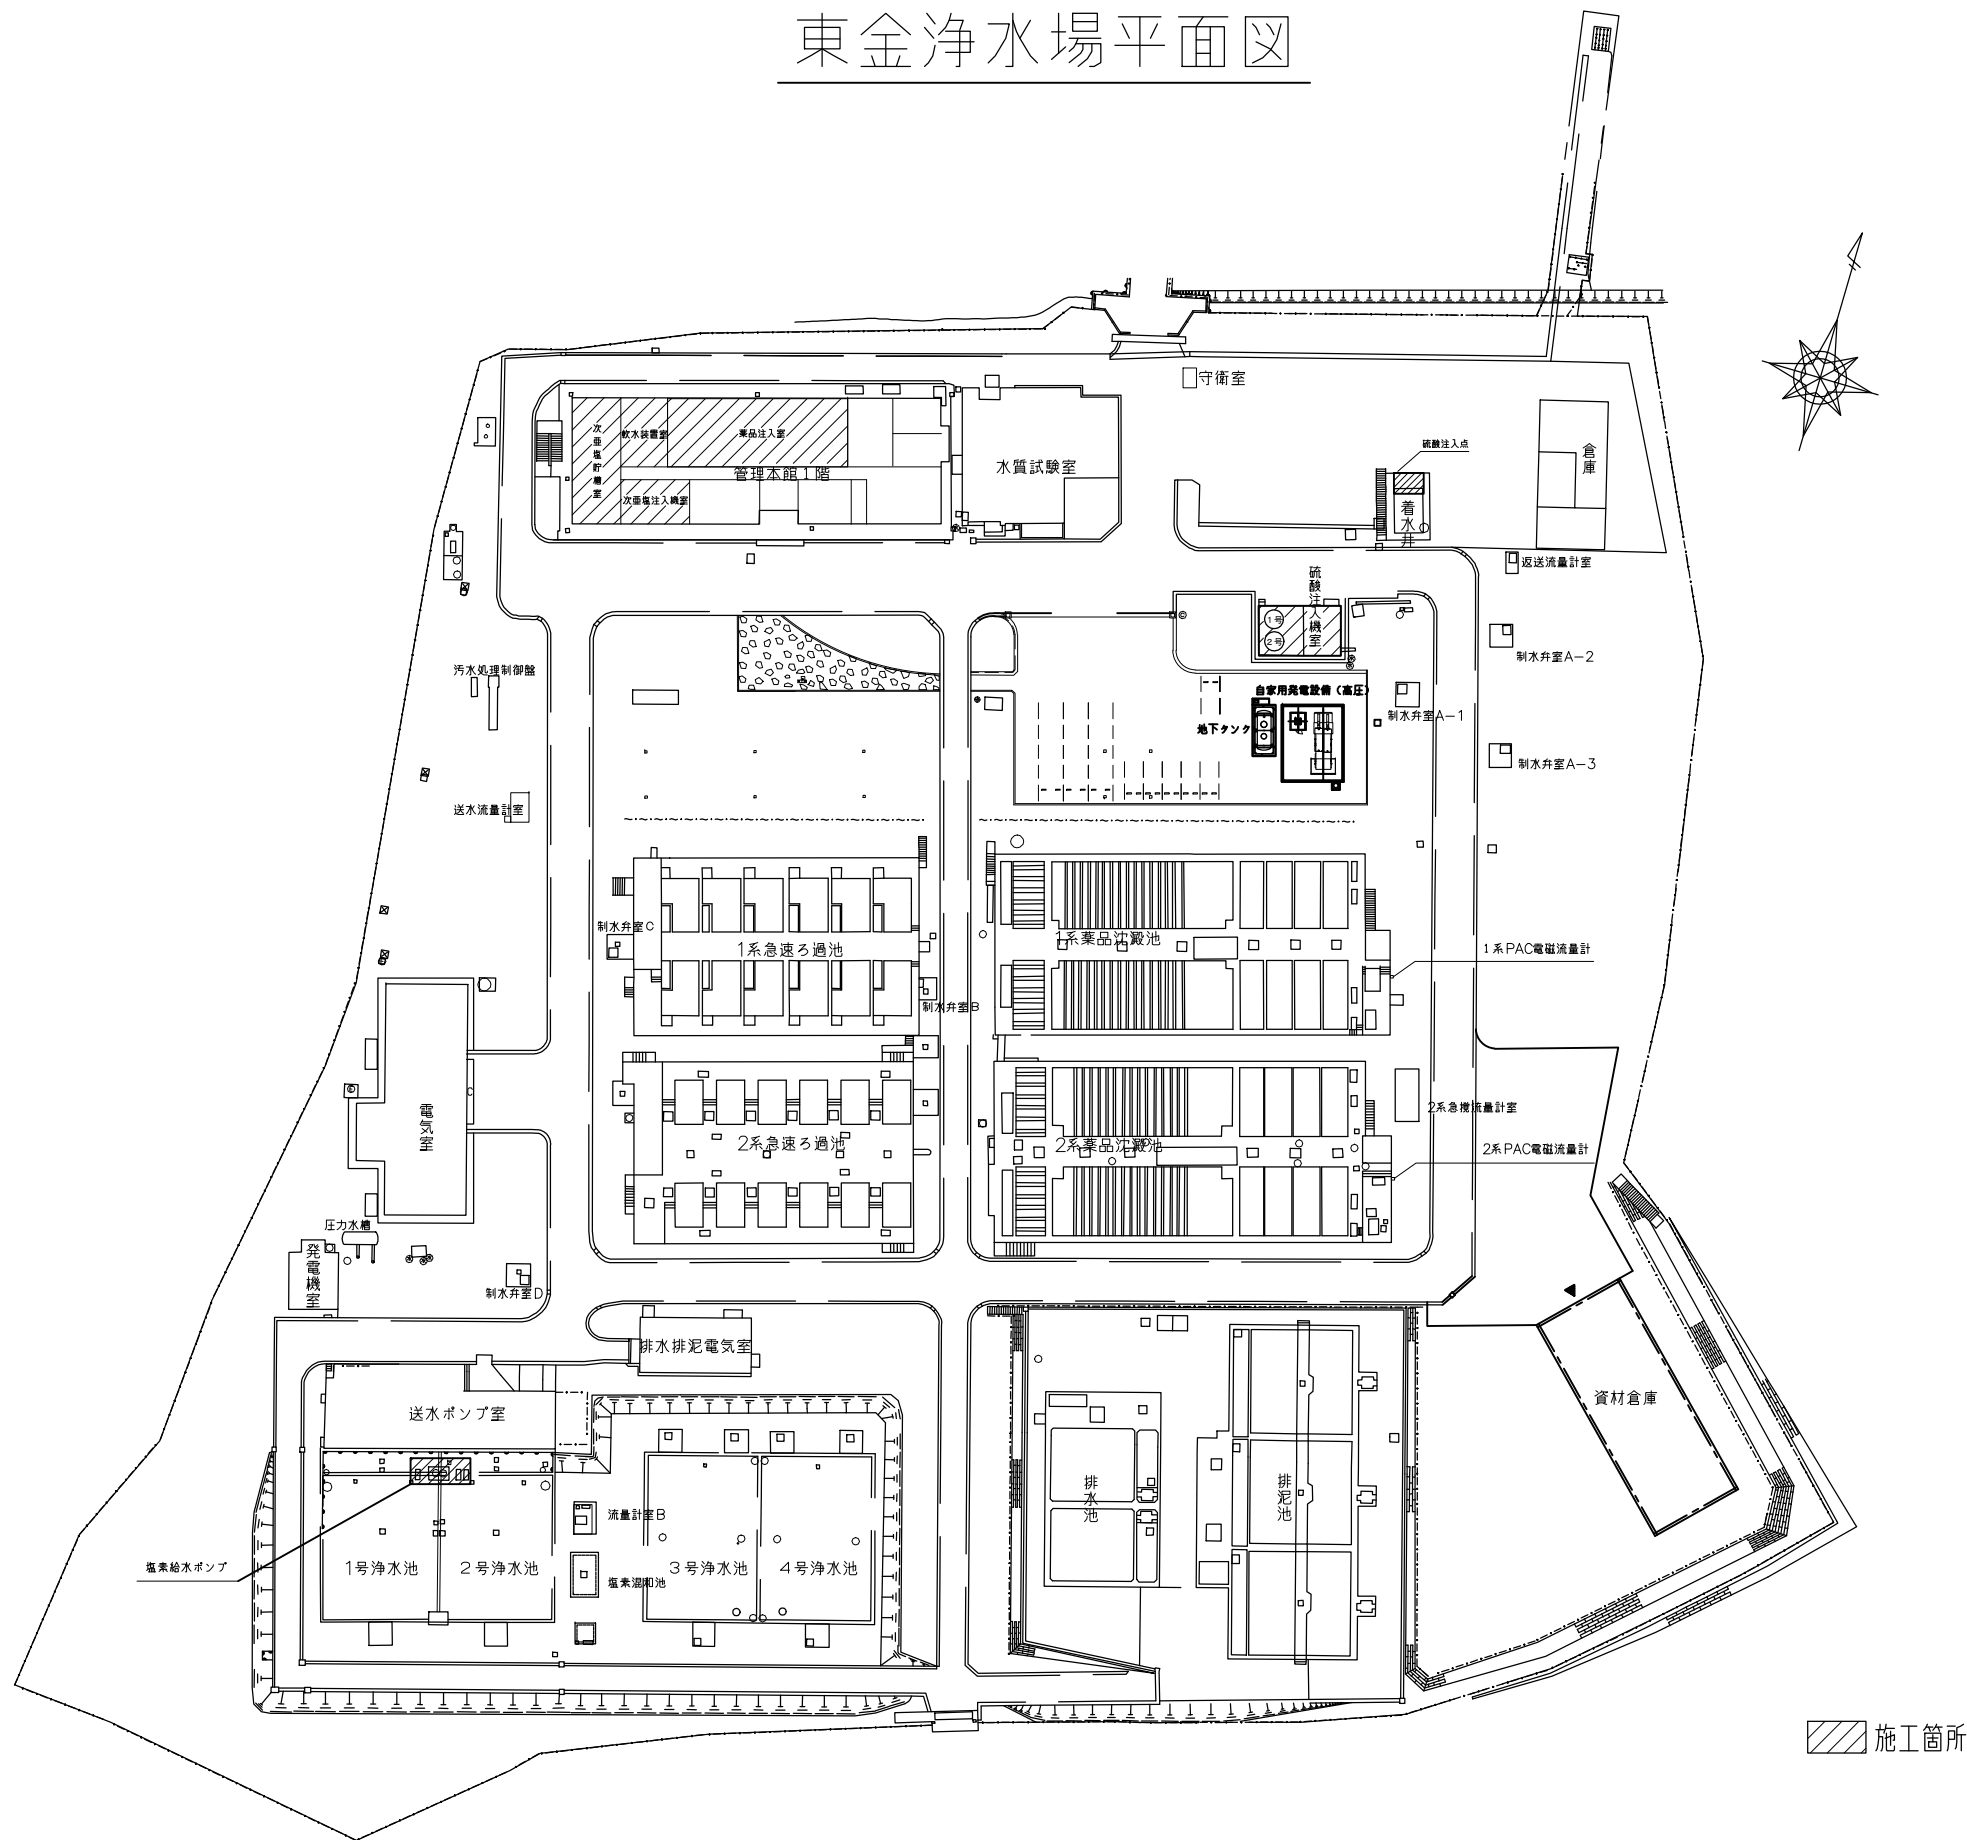 東金浄水場平面図
守衛室
次亜塩貯槽室
軟水装置室
薬品注入室
管理本館1階
次亜塩注入機室
水質試験室
硫酸注入点
着水井
倉庫
返送流量計室
硫酸注入機室
1号
2号
制水弁室A-2
汚水処理制御盤
自家用発電設備（高圧）
地下タンク
制水弁室A-1
制水弁室A-3
送水流量計室
制水弁室C
1系急速ろ過池
1系薬品沈澱池
1系PAC電磁流量計
制水弁室B
電気室
2系急速ろ過池
2系薬品沈澱池
2系急攪流量計室
2系PAC電磁流量計
圧力水槽
発電機室
制水弁室D
排水排泥電気室
送水ポンプ室
資材倉庫
排水池
排泥池
流量計室B
塩素給水ポンプ
1号浄水池
2号浄水池
塩素混和池
3号浄水池
4号浄水池
施工箇所